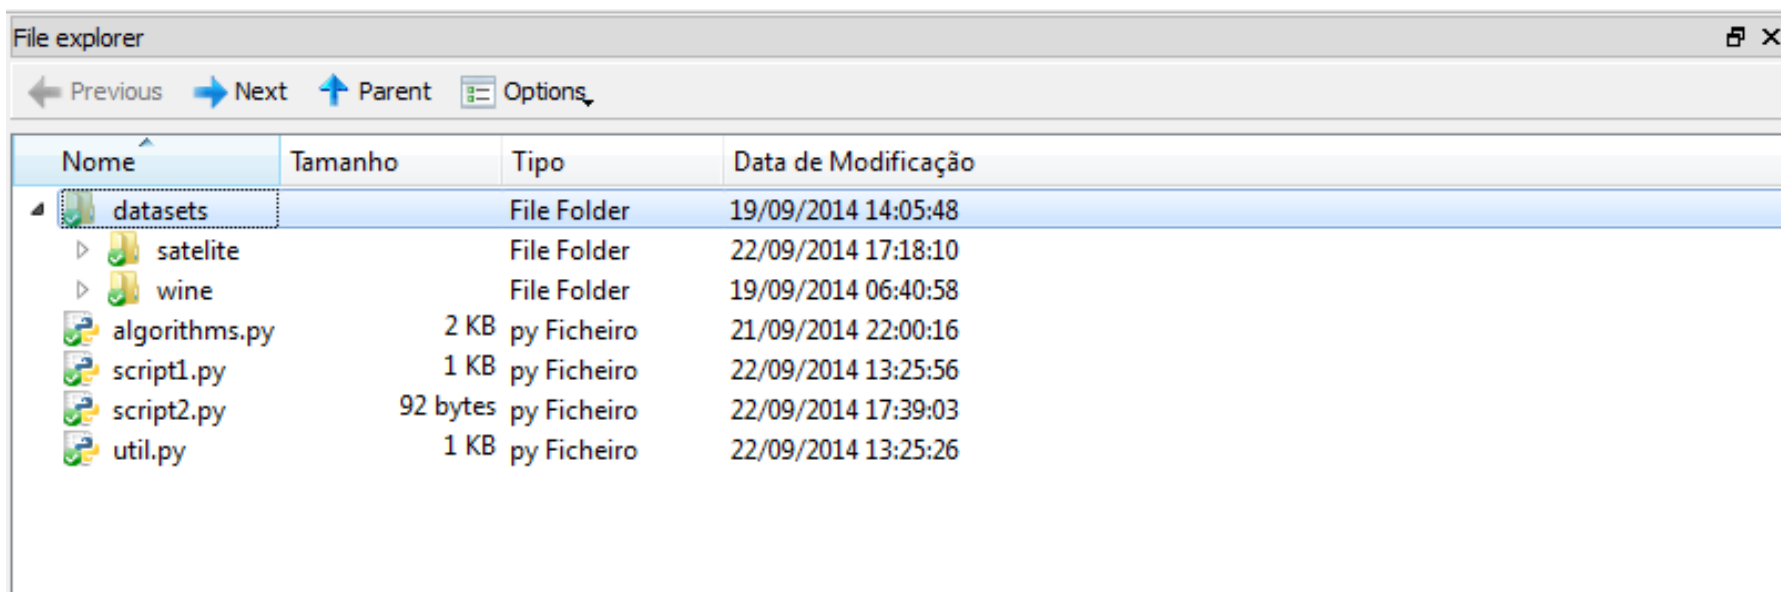 File explorer
Previous Next Parent Options
Nome Tamanho Tipo Data de Modificação
datasets File Folder 19/09/2014 14:05:48
satelite File Folder 22/09/2014 17:18:10
wine File Folder 19/09/2014 06:40:58
algorithms.py 2 KB py Ficheiro 21/09/2014 22:00:16
script1.py 1 KB py Ficheiro 22/09/2014 13:25:56
script2.py 92 bytes py Ficheiro 22/09/2014 17:39:03
util.py 1 KB py Ficheiro 22/09/2014 13:25:26